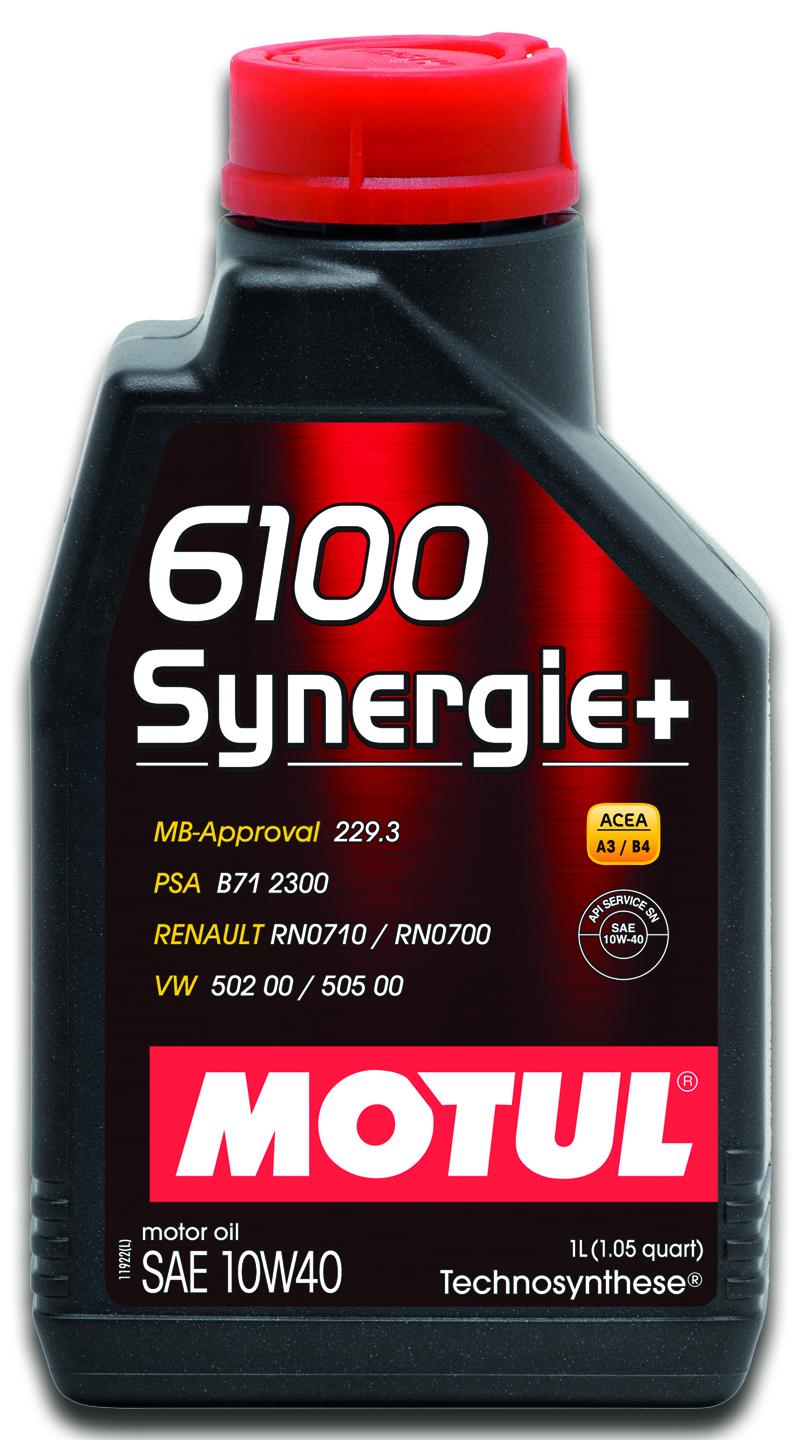 6100
Synergie+
MB-Approval 229.3
PSA B71 2300
RENAULT RN0710 / RN0700
VW 502 00 / 505 00
ACEA
A3 / B4
API SERVICE SN
SAE
10W-40
MOTUL®
motor oil
SAE 10W40
11922(L)
1L (1.05 quart)
Technosynthese®